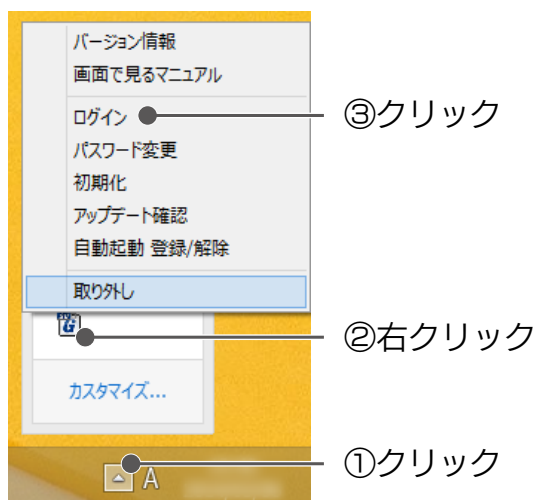 バージョン情報
画面で見るマニュアル
ログイン
③クリック
パスワード変更
初期化
アップデート確認
自動起動 登録/解除
取り外し
G
②右クリック
カスタマイズ...
①クリック
A